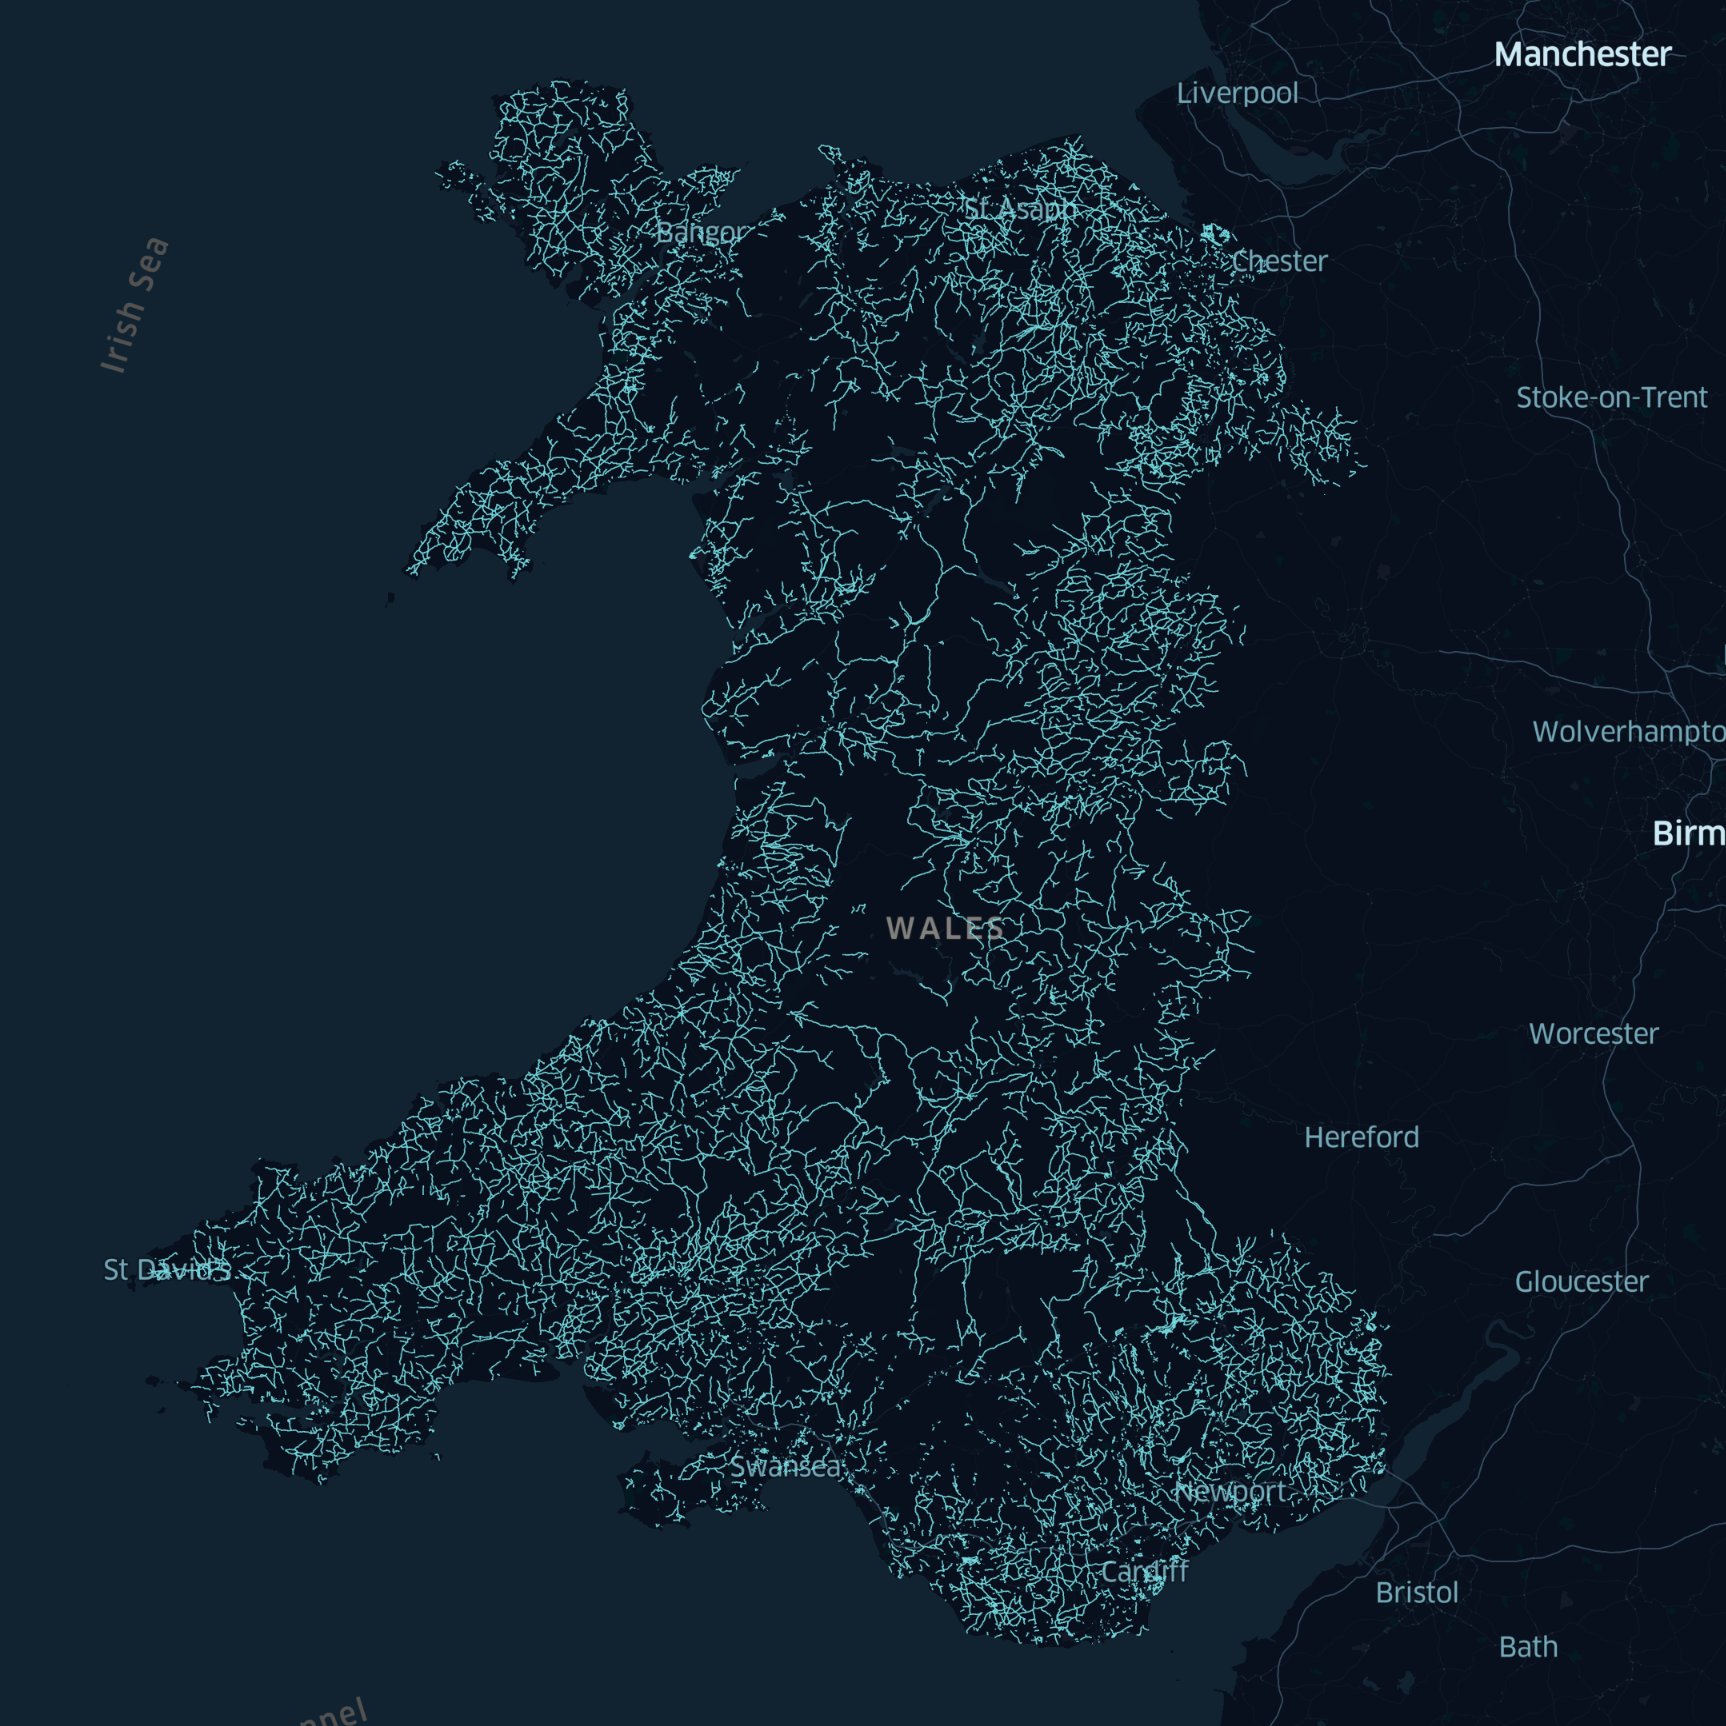 Manchester
Liverpool
St Asaph
Bangor
Chester
Irish Sea
Stoke-on-Trent
Wolverhampto
Birm
WALES
Worcester
Hereford
St David's
Gloucester
Swansea
Newport
Cardiff
Bristol
Bath
nnel